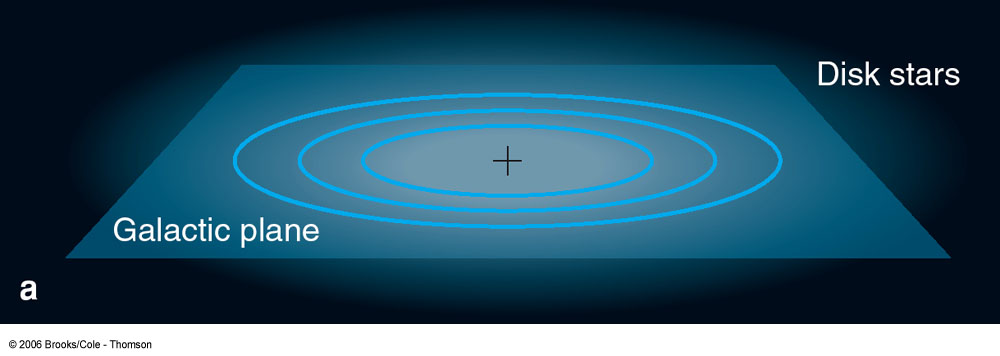 Disk stars
Galactic plane
a
© 2006 Brooks/Cole - Thomson